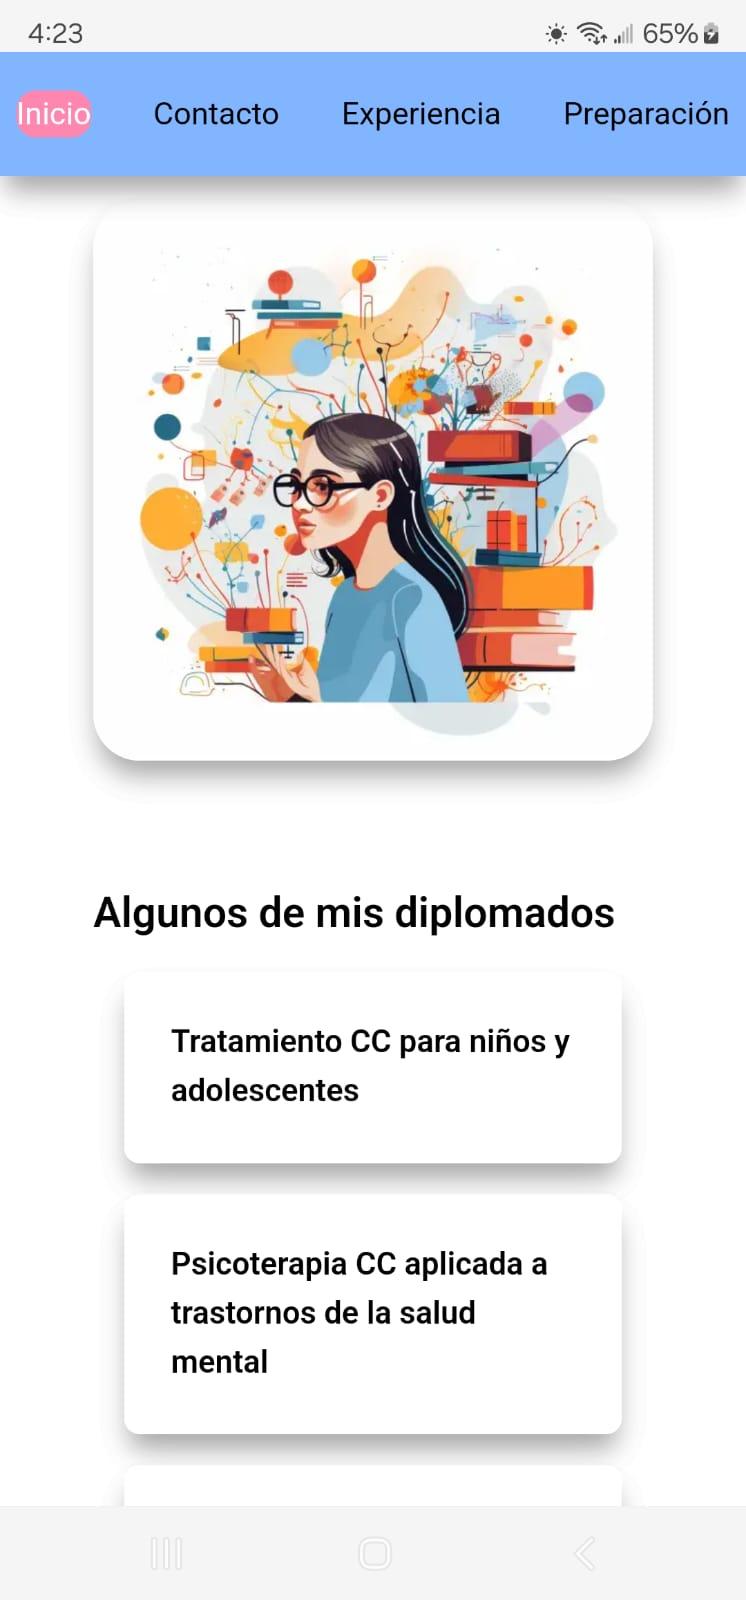 4:23 65%
Inicio Contacto Experiencia Preparación
Algunos de mis diplomados
Tratamiento CC para niños y
adolescentes
Psicoterapia CC aplicada a
trastornos de la salud
mental